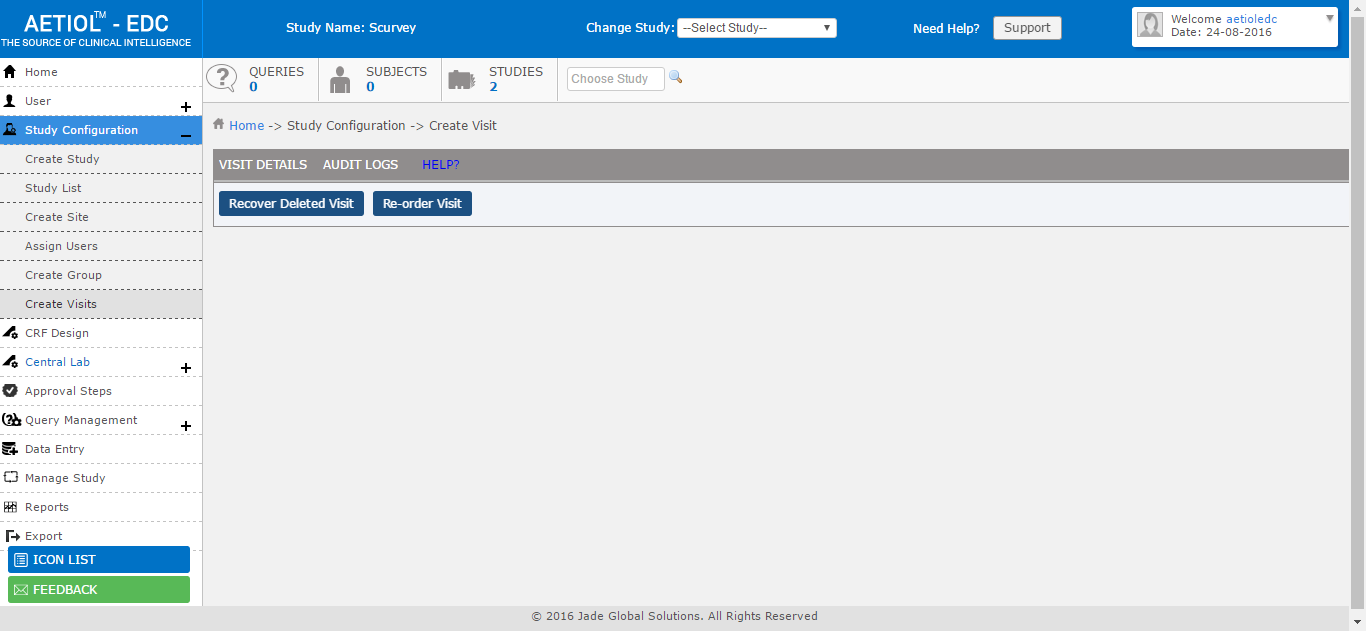 AETIOL™ - EDC
THE SOURCE OF CLINICAL INTELLIGENCE
Study Name: Scurvey
Change Study: --Select Study--
Need Help? Support
Welcome aetioledc
Date: 24-08-2016
Home
User
Study Configuration
Create Study
Study List
Create Site
Assign Users
Create Group
Create Visits
CRF Design
Central Lab
Approval Steps
Query Management
Data Entry
Manage Study
Reports
Export
ICON LIST
FEEDBACK
QUERIES
0
SUBJECTS
0
STUDIES
2
Choose Study
Home -> Study Configuration -> Create Visit
VISIT DETAILS AUDIT LOGS HELP?
Recover Deleted Visit Re-order Visit
© 2016 Jade Global Solutions. All Rights Reserved